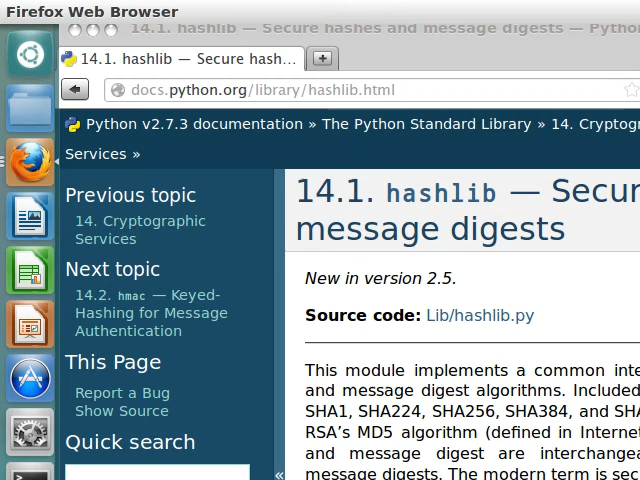 Firefox Web Browser
14.1. hashlib — Secure hashes and message digests — Pytho
14.1. hashlib — Secure hash...
docs.python.org/library/hashlib.html
Python v2.7.3 documentation » The Python Standard Library » 14. Cryptogr
Services »
Previous topic
14. Cryptographic
Services
Next topic
14.2. hmac — Keyed-
Hashing for Message
Authentication
This Page
Report a Bug
Show Source
Quick search
«
14.1. hashlib — Secur
message digests
New in version 2.5.
Source code: Lib/hashlib.py
This module implements a common inte
and message digest algorithms. Included
SHA1, SHA224, SHA256, SHA384, and SHA
RSA's MD5 algorithm (defined in Internet
and message digest are interchangea
message digests. The modern term is sec